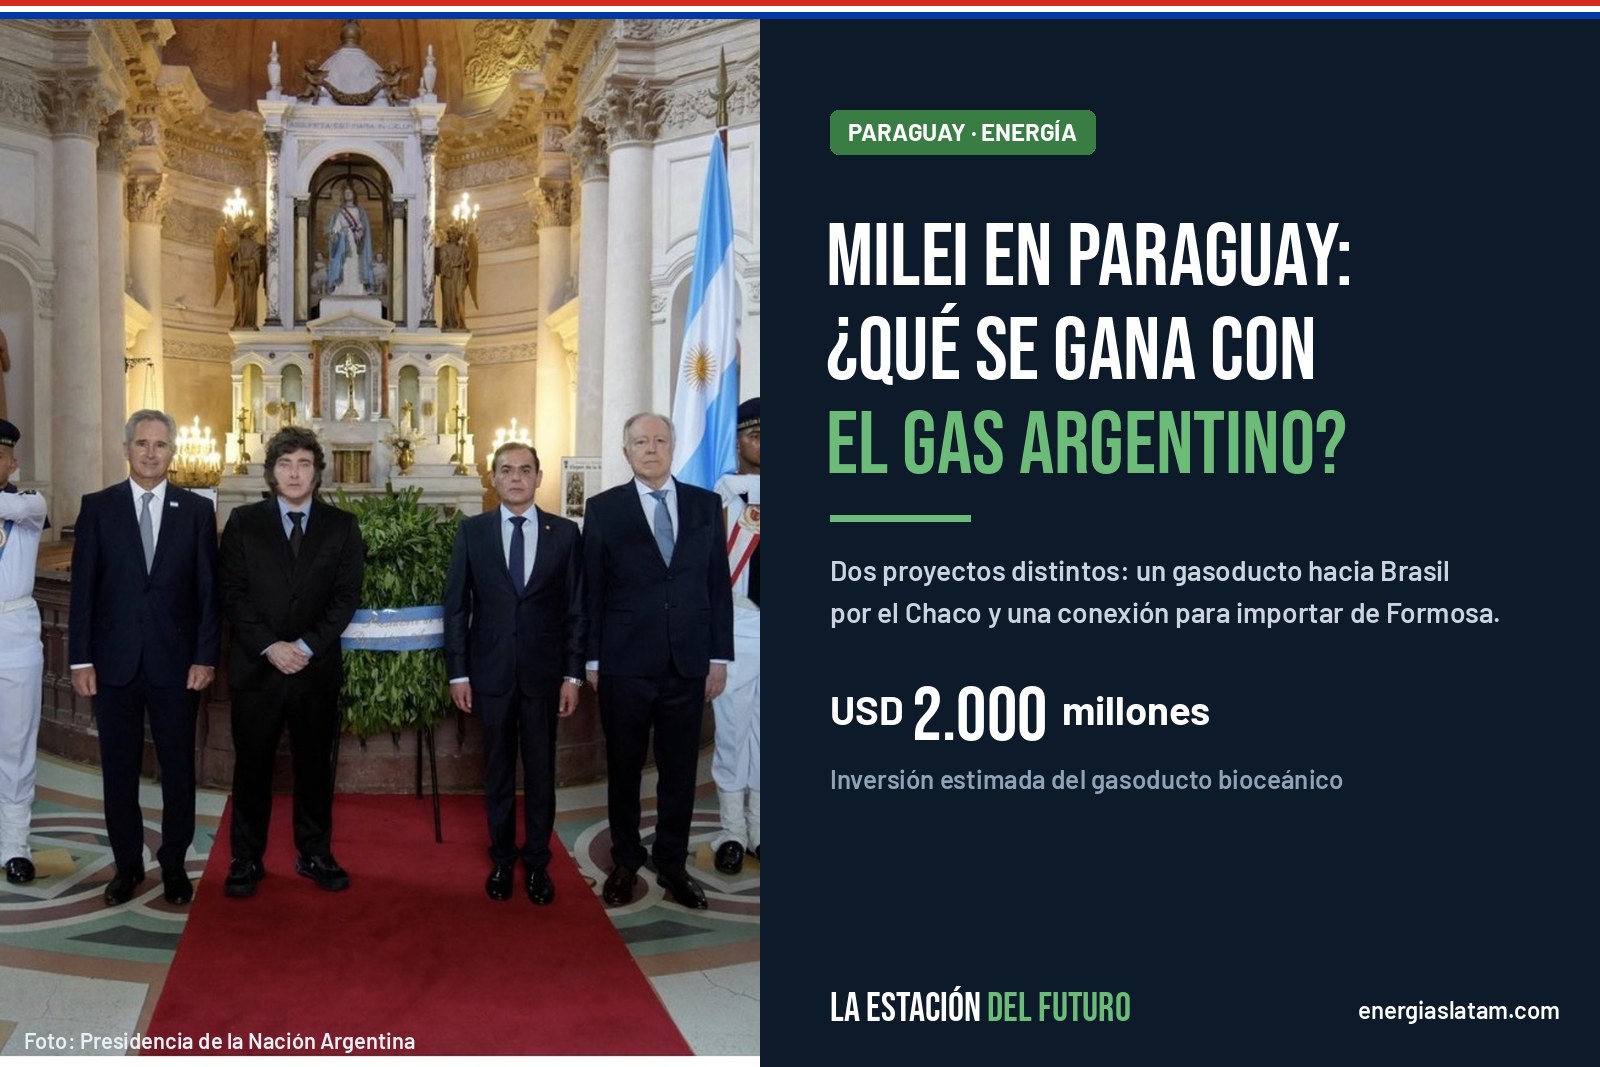 PARAGUAY · ENERGÍA
MILEI EN PARAGUAY:
¿QUÉ SE GANA CON
EL GAS ARGENTINO?
Dos proyectos distintos: un gasoducto hacia Brasil
por el Chaco y una conexión para importar de Formosa.
USD 2.000 millones
Inversión estimada del gasoducto bioceánico
LA ESTACIÓN DEL FUTURO
energiaslatam.com
Foto: Presidencia de la Nación Argentina